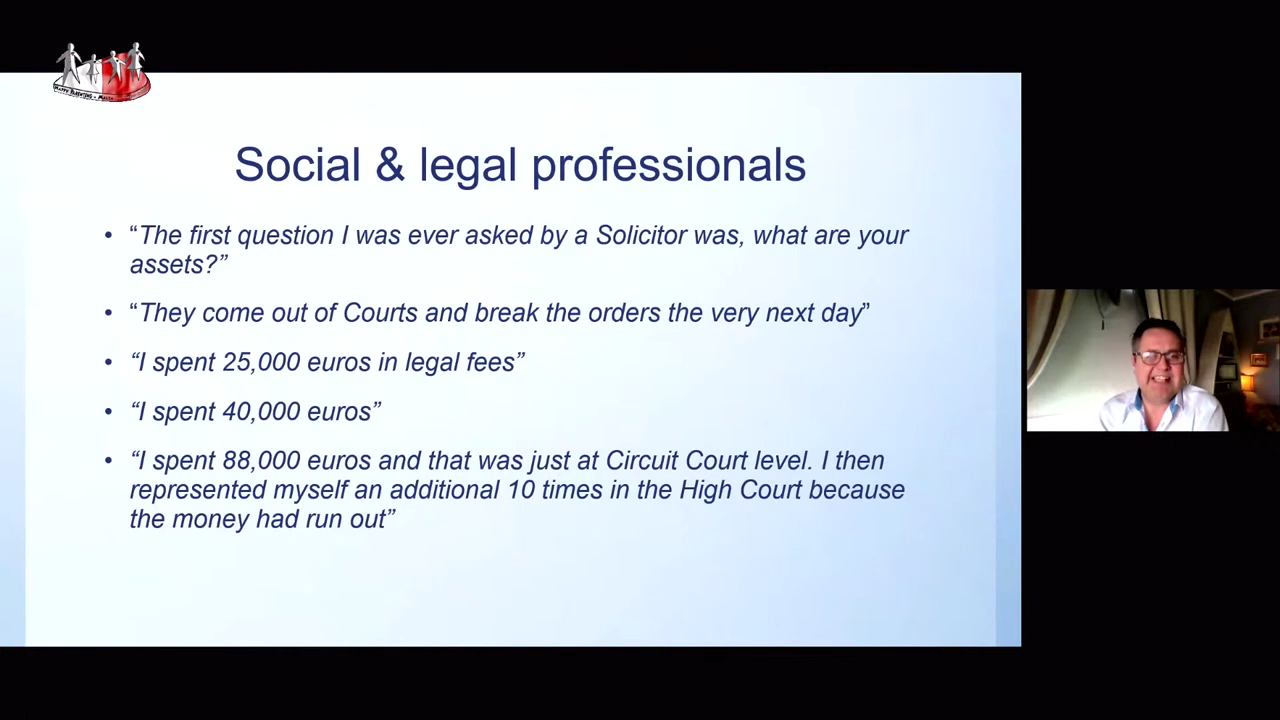 HAPPY PARENTING - MALTA
Social & legal professionals
• “The first question I was ever asked by a Solicitor was, what are your
assets?”
• “They come out of Courts and break the orders the very next day”
• “I spent 25,000 euros in legal fees”
• “I spent 40,000 euros”
• “I spent 88,000 euros and that was just at Circuit Court level. I then
represented myself an additional 10 times in the High Court because
the money had run out”